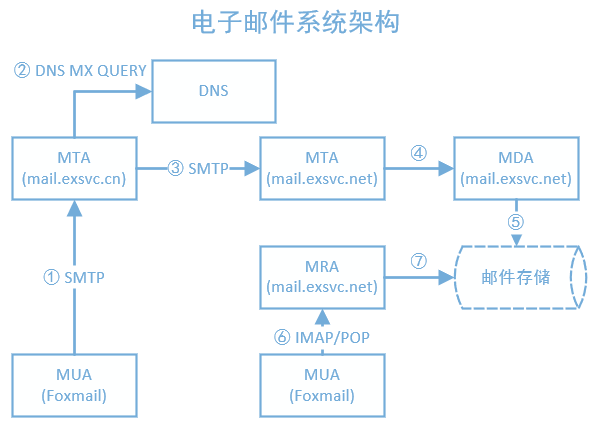 电子邮件系统架构
② DNS MX QUERY
DNS
MTA
(mail.exsvc.cn)
③ SMTP
MTA
(mail.exsvc.net)
④
MDA
(mail.exsvc.net)
⑤
① SMTP
MRA
(mail.exsvc.net)
⑦
邮件存储
⑥ IMAP/POP
MUA
(Foxmail)
MUA
(Foxmail)